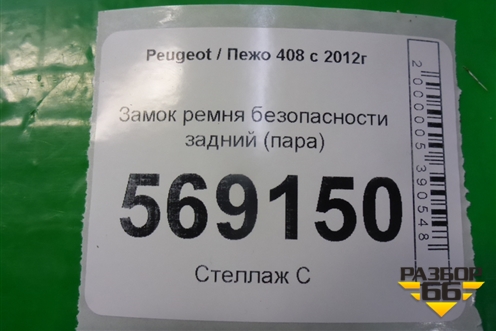 Peugeot / Пежо 408 с 2012г
Замок ремня безопасности
задний (пара)
569150
Стеллаж С
2000005390548
РАЗБОР
66